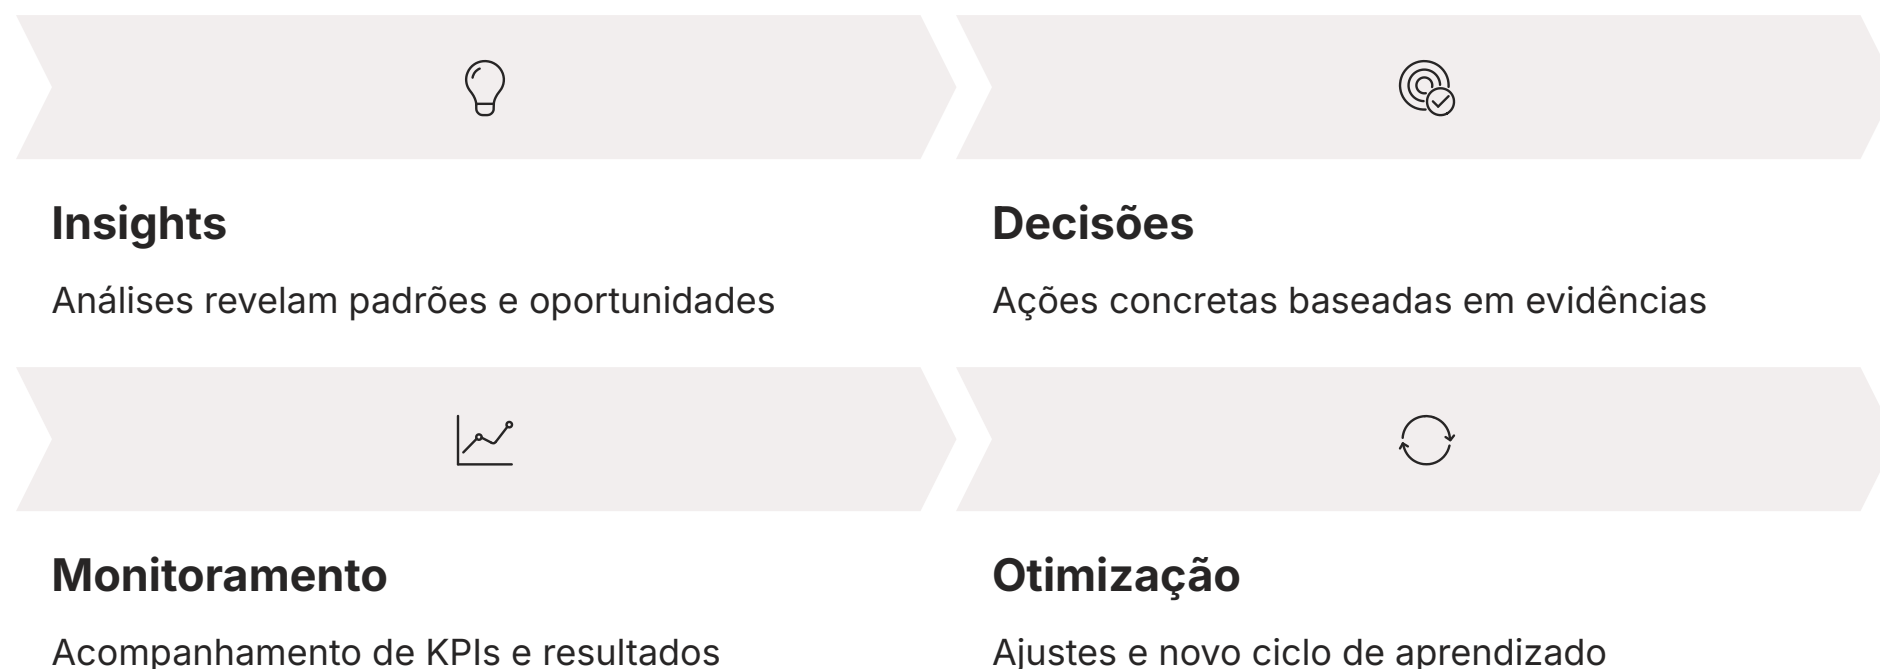 Insights
Análises revelam padrões e oportunidades
Decisões
Ações concretas baseadas em evidências
Monitoramento
Acompanhamento de KPIs e resultados
Otimização
Ajustes e novo ciclo de aprendizado